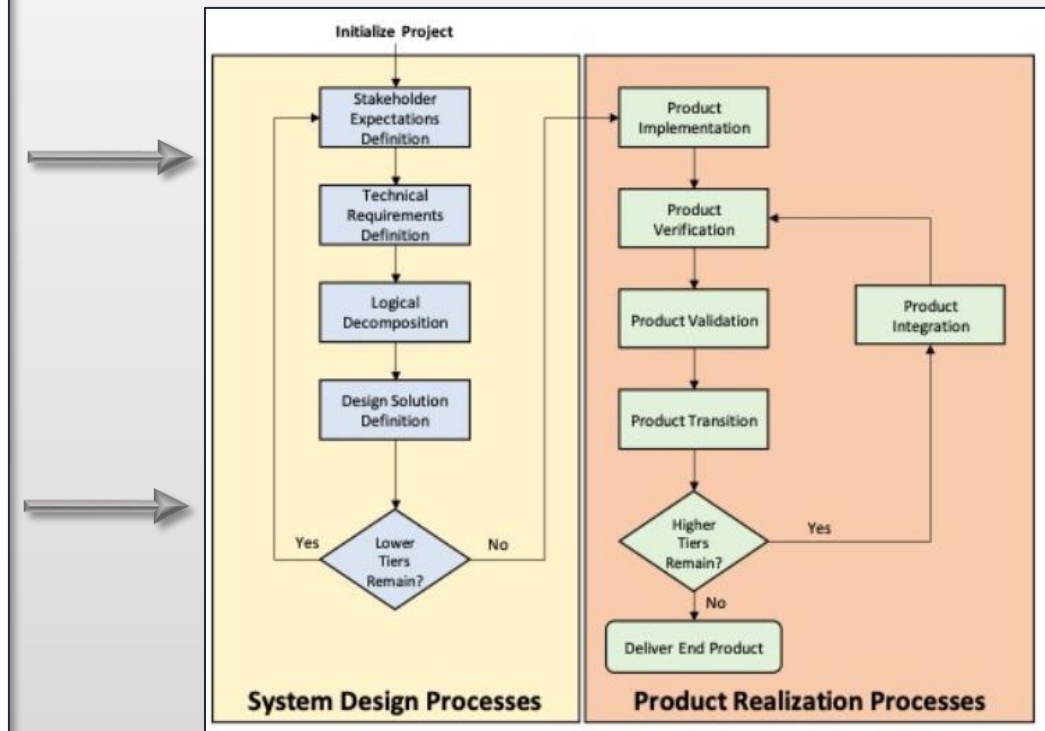 Initialize Project
Stakeholder
Expectations
Definition
Technical
Requirements
Definition
Logical
Decomposition
Design Solution
Definition
Yes
Lower
Tiers
Remain?
No
System Design Processes
Product
Implementation
Product
Verification
Product Validation
Product Transition
Higher
Tiers
Remain?
Yes
Product
Integration
No
Deliver End Product
Product Realization Processes